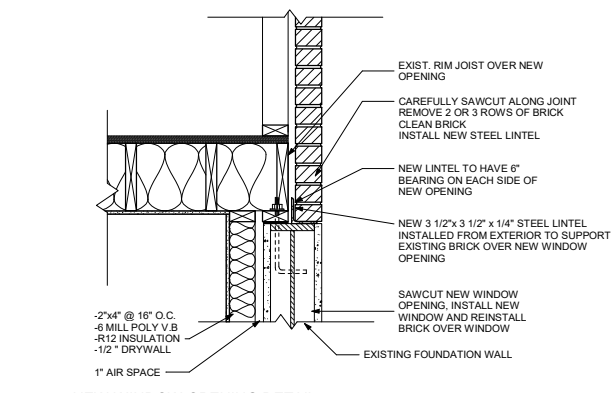 EXIST. RIM JOIST OVER NEW
OPENING
CAREFULLY SAWCUT ALONG JOINT
REMOVE 2 OR 3 ROWS OF BRICK
CLEAN BRICK
INSTALL NEW STEEL LINTEL
NEW LINTEL TO HAVE 6"
BEARING ON EACH SIDE OF
NEW OPENING
NEW 3 1/2"x 3 1/2" x 1/4" STEEL LINTEL
INSTALLED FROM EXTERIOR TO SUPPORT
EXISTING BRICK OVER NEW WINDOW
OPENING
SAWCUT NEW WINDOW
OPENING, INSTALL NEW
WINDOW AND REINSTALL
BRICK OVER WINDOW
EXISTING FOUNDATION WALL
-2"x4" @ 16" O.C.
-6 MILL POLY V.B
-R12 INSULATION
-1/2 " DRYWALL
1" AIR SPACE